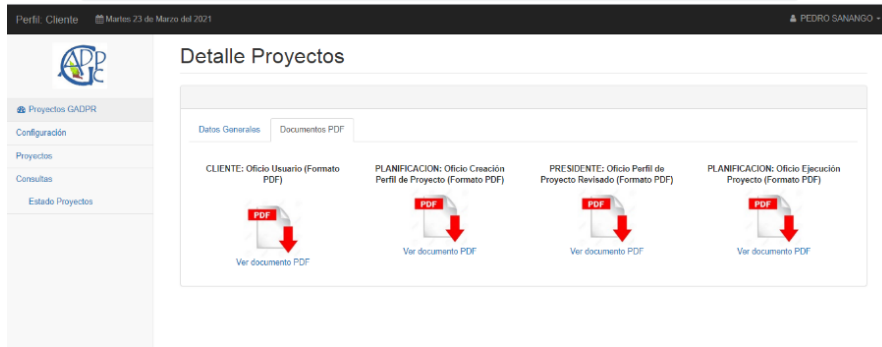 Perfil: Cliente
Martes 23 de Marzo del 2021
PEDRO SANANGO
Detalle Proyectos
Proyectos GADPR
Configuración
Proyectos
Consultas
Estado Proyectos
Datos Generales
Documentos PDF
CLIENTE: Oficio Usuario (Formato
PDF)
PDF
Ver documento PDF
PLANIFICACION: Oficio Creación
Perfil de Proyecto (Formato PDF)
PDF
Ver documento PDF
PRESIDENTE: Oficio Perfil de
Proyecto Revisado (Formato PDF)
PDF
Ver documento PDF
PLANIFICACION: Oficio Ejecución
Proyecto (Formato PDF)
PDF
Ver documento PDF